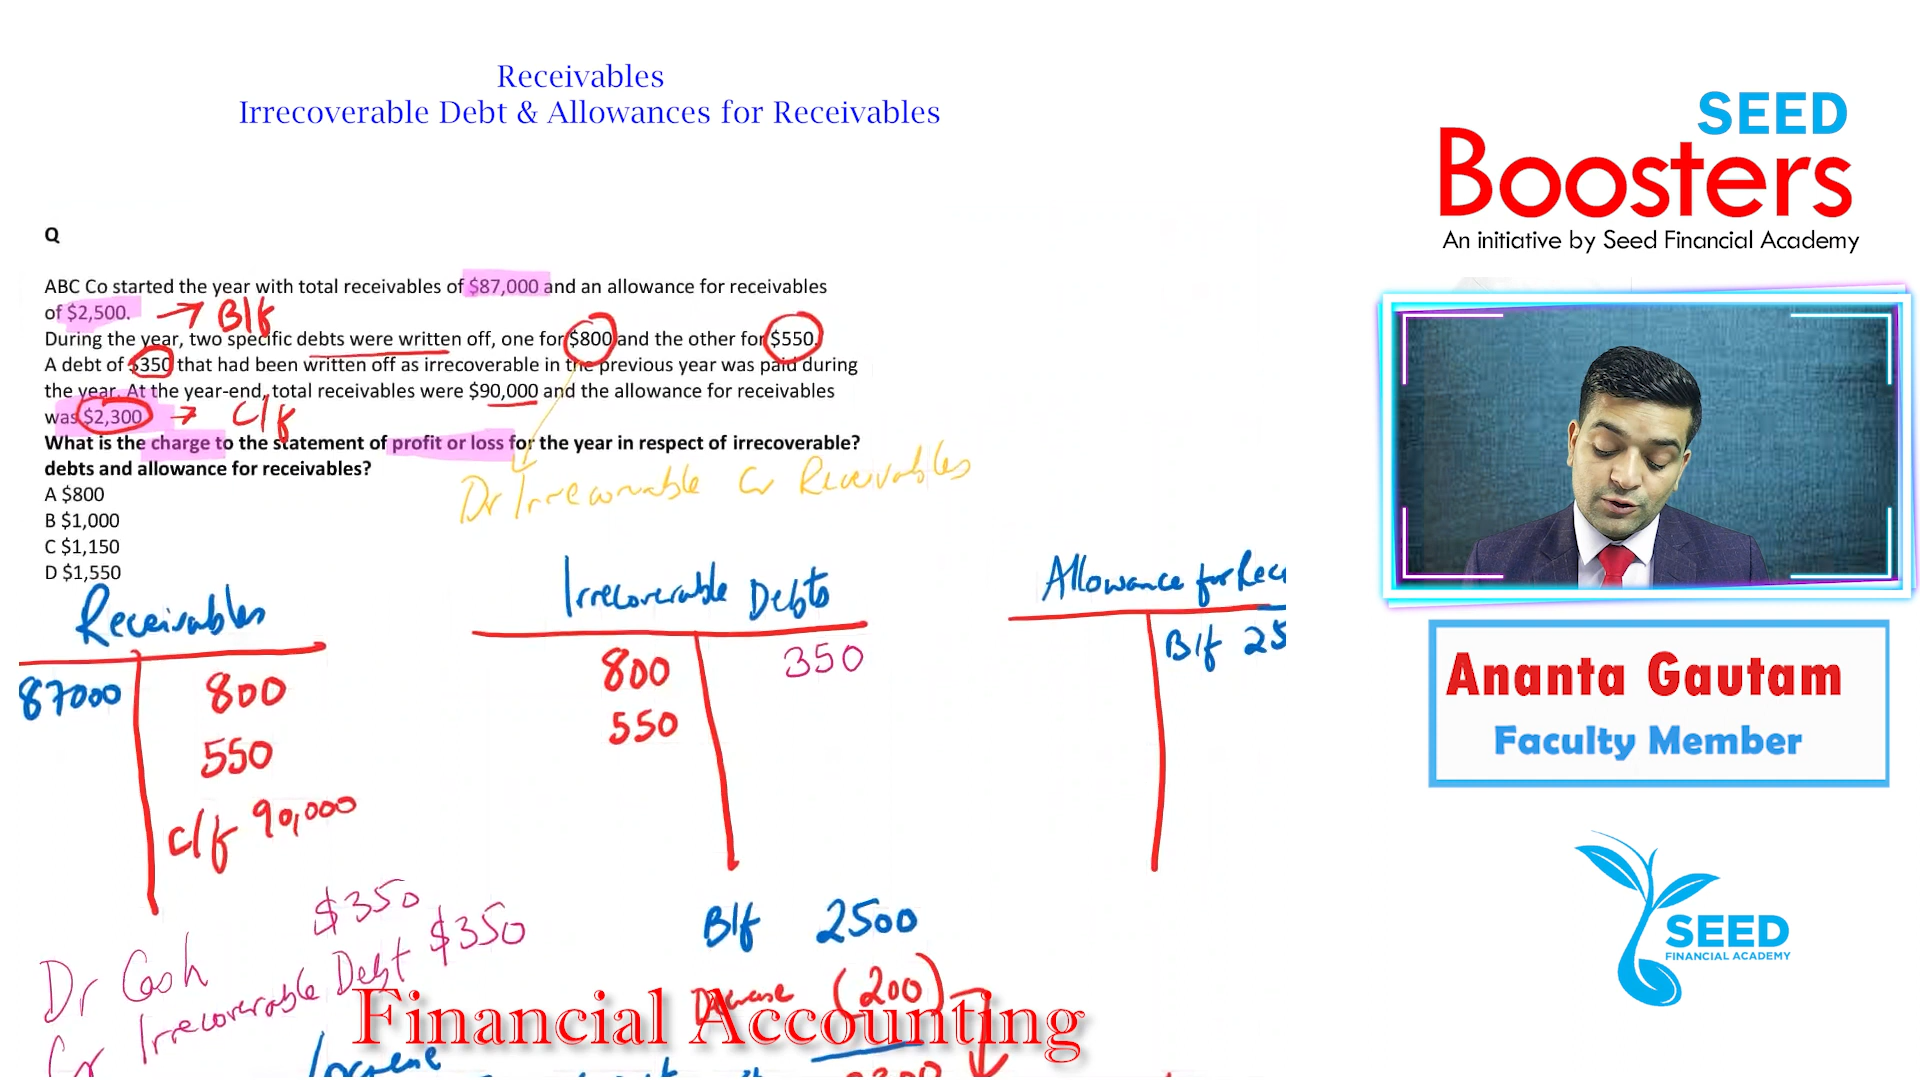 Receivables
Irrecoverable Debt & Allowances for Receivables
Q
ABC Co started the year with total receivables of $87,000 and an allowance for receivables
of $2,500. → B/f
During the year, two specific debts were written off, one for $800 and the other for $550.
A debt of $350 that had been written off as irrecoverable in the previous year was paid during
the year. At the year-end, total receivables were $90,000 and the allowance for receivables
was $2,300 → C/f
What is the charge to the statement of profit or loss for the year in respect of irrecoverable?
debts and allowance for receivables?
A $800
B $1,000
C $1,150
D $1,550
Dr Irrecoverable Cr Receivables
Receivables
87000 800
550
C/f 90,000
Irrecoverable Debts
800 350
550
Allowance for Rece
B/f 25
Dr Cash $350
Cr Irrecoverable Debt $350
B/f 2500
Decrease (200)
Increase
2300
Financial Accounting
SEED
Boosters
An initiative by Seed Financial Academy
Ananta Gautam
Faculty Member
SEED
FINANCIAL ACADEMY